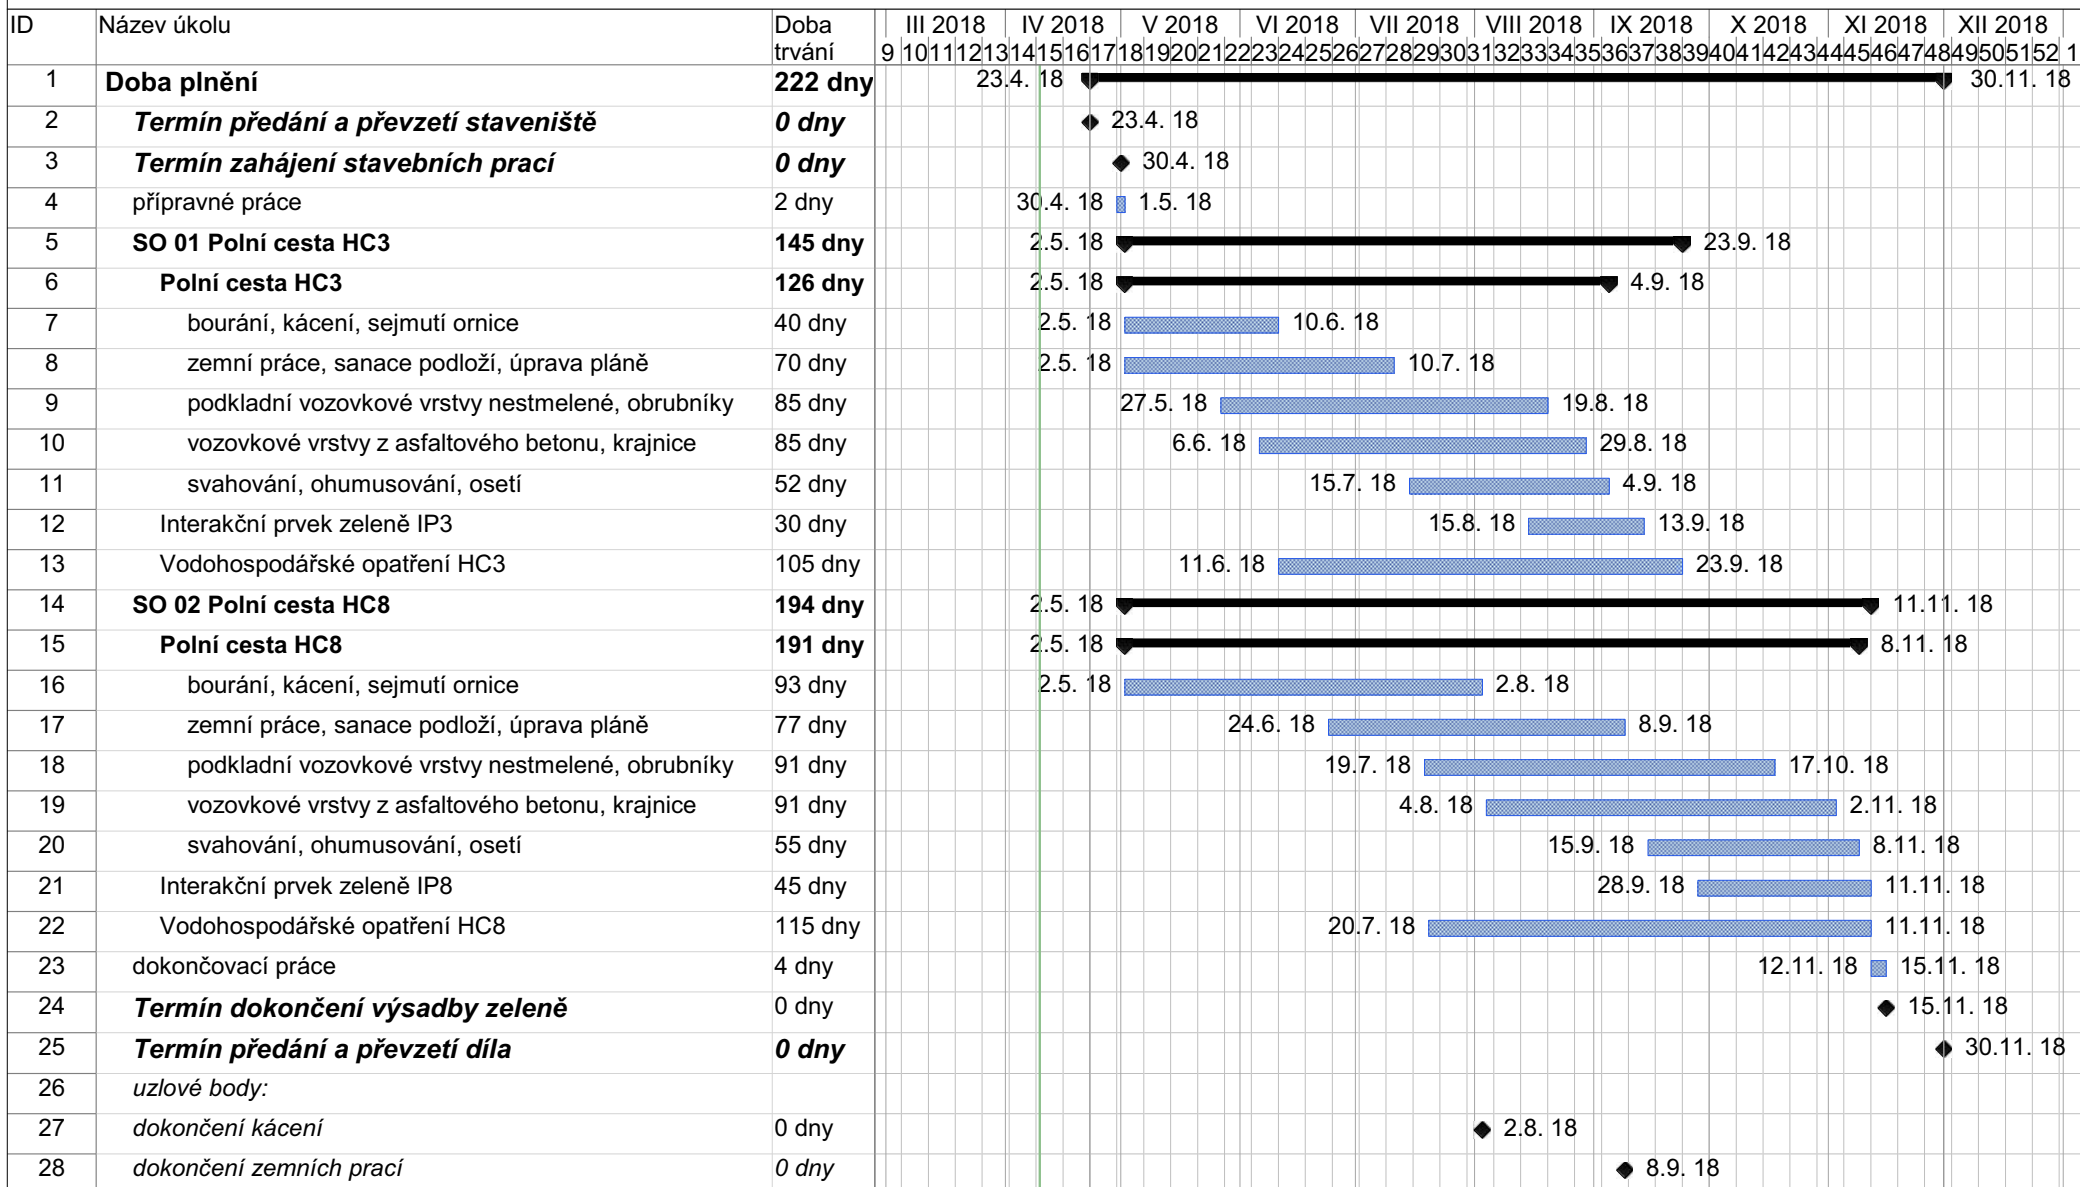 ID Název úkolu Doba trvání III 2018 IV 2018 V 2018 VI 2018 VII 2018 VIII 2018 IX 2018 X 2018 XI 2018 XII 2018
9 10 11 12 13 14 15 16 17 18 19 20 21 22 23 24 25 26 27 28 29 30 31 32 33 34 35 36 37 38 39 40 41 42 43 44 45 46 47 48 49 50 51 52 1
1 Doba plnění 222 dny 23.4. 18 30.11. 18
2 Termín předání a převzetí staveniště 0 dny 23.4. 18
3 Termín zahájení stavebních prací 0 dny 30.4. 18
4 přípravné práce 2 dny 30.4. 18 1.5. 18
5 SO 01 Polní cesta HC3 145 dny 2.5. 18 23.9. 18
6 Polní cesta HC3 126 dny 2.5. 18 4.9. 18
7 bourání, kácení, sejmutí ornice 40 dny 2.5. 18 10.6. 18
8 zemní práce, sanace podloží, úprava pláně 70 dny 2.5. 18 10.7. 18
9 podkladní vozovkové vrstvy nestmelené, obrubníky 85 dny 27.5. 18 19.8. 18
10 vozovkové vrstvy z asfaltového betonu, krajnice 85 dny 6.6. 18 29.8. 18
11 svahování, ohumusování, osetí 52 dny 15.7. 18 4.9. 18
12 Interakční prvek zeleně IP3 30 dny 15.8. 18 13.9. 18
13 Vodohospodářské opatření HC3 105 dny 11.6. 18 23.9. 18
14 SO 02 Polní cesta HC8 194 dny 2.5. 18 11.11. 18
15 Polní cesta HC8 191 dny 2.5. 18 8.11. 18
16 bourání, kácení, sejmutí ornice 93 dny 2.5. 18 2.8. 18
17 zemní práce, sanace podloží, úprava pláně 77 dny 24.6. 18 8.9. 18
18 podkladní vozovkové vrstvy nestmelené, obrubníky 91 dny 19.7. 18 17.10. 18
19 vozovkové vrstvy z asfaltového betonu, krajnice 91 dny 4.8. 18 2.11. 18
20 svahování, ohumusování, osetí 55 dny 15.9. 18 8.11. 18
21 Interakční prvek zeleně IP8 45 dny 28.9. 18 11.11. 18
22 Vodohospodářské opatření HC8 115 dny 20.7. 18 11.11. 18
23 dokončovací práce 4 dny 12.11. 18 15.11. 18
24 Termín dokončení výsadby zeleně 0 dny 15.11. 18
25 Termín předání a převzetí díla 0 dny 30.11. 18
26 uzlové body:
27 dokončení kácení 0 dny 2.8. 18
28 dokončení zemních prací 0 dny 8.9. 18